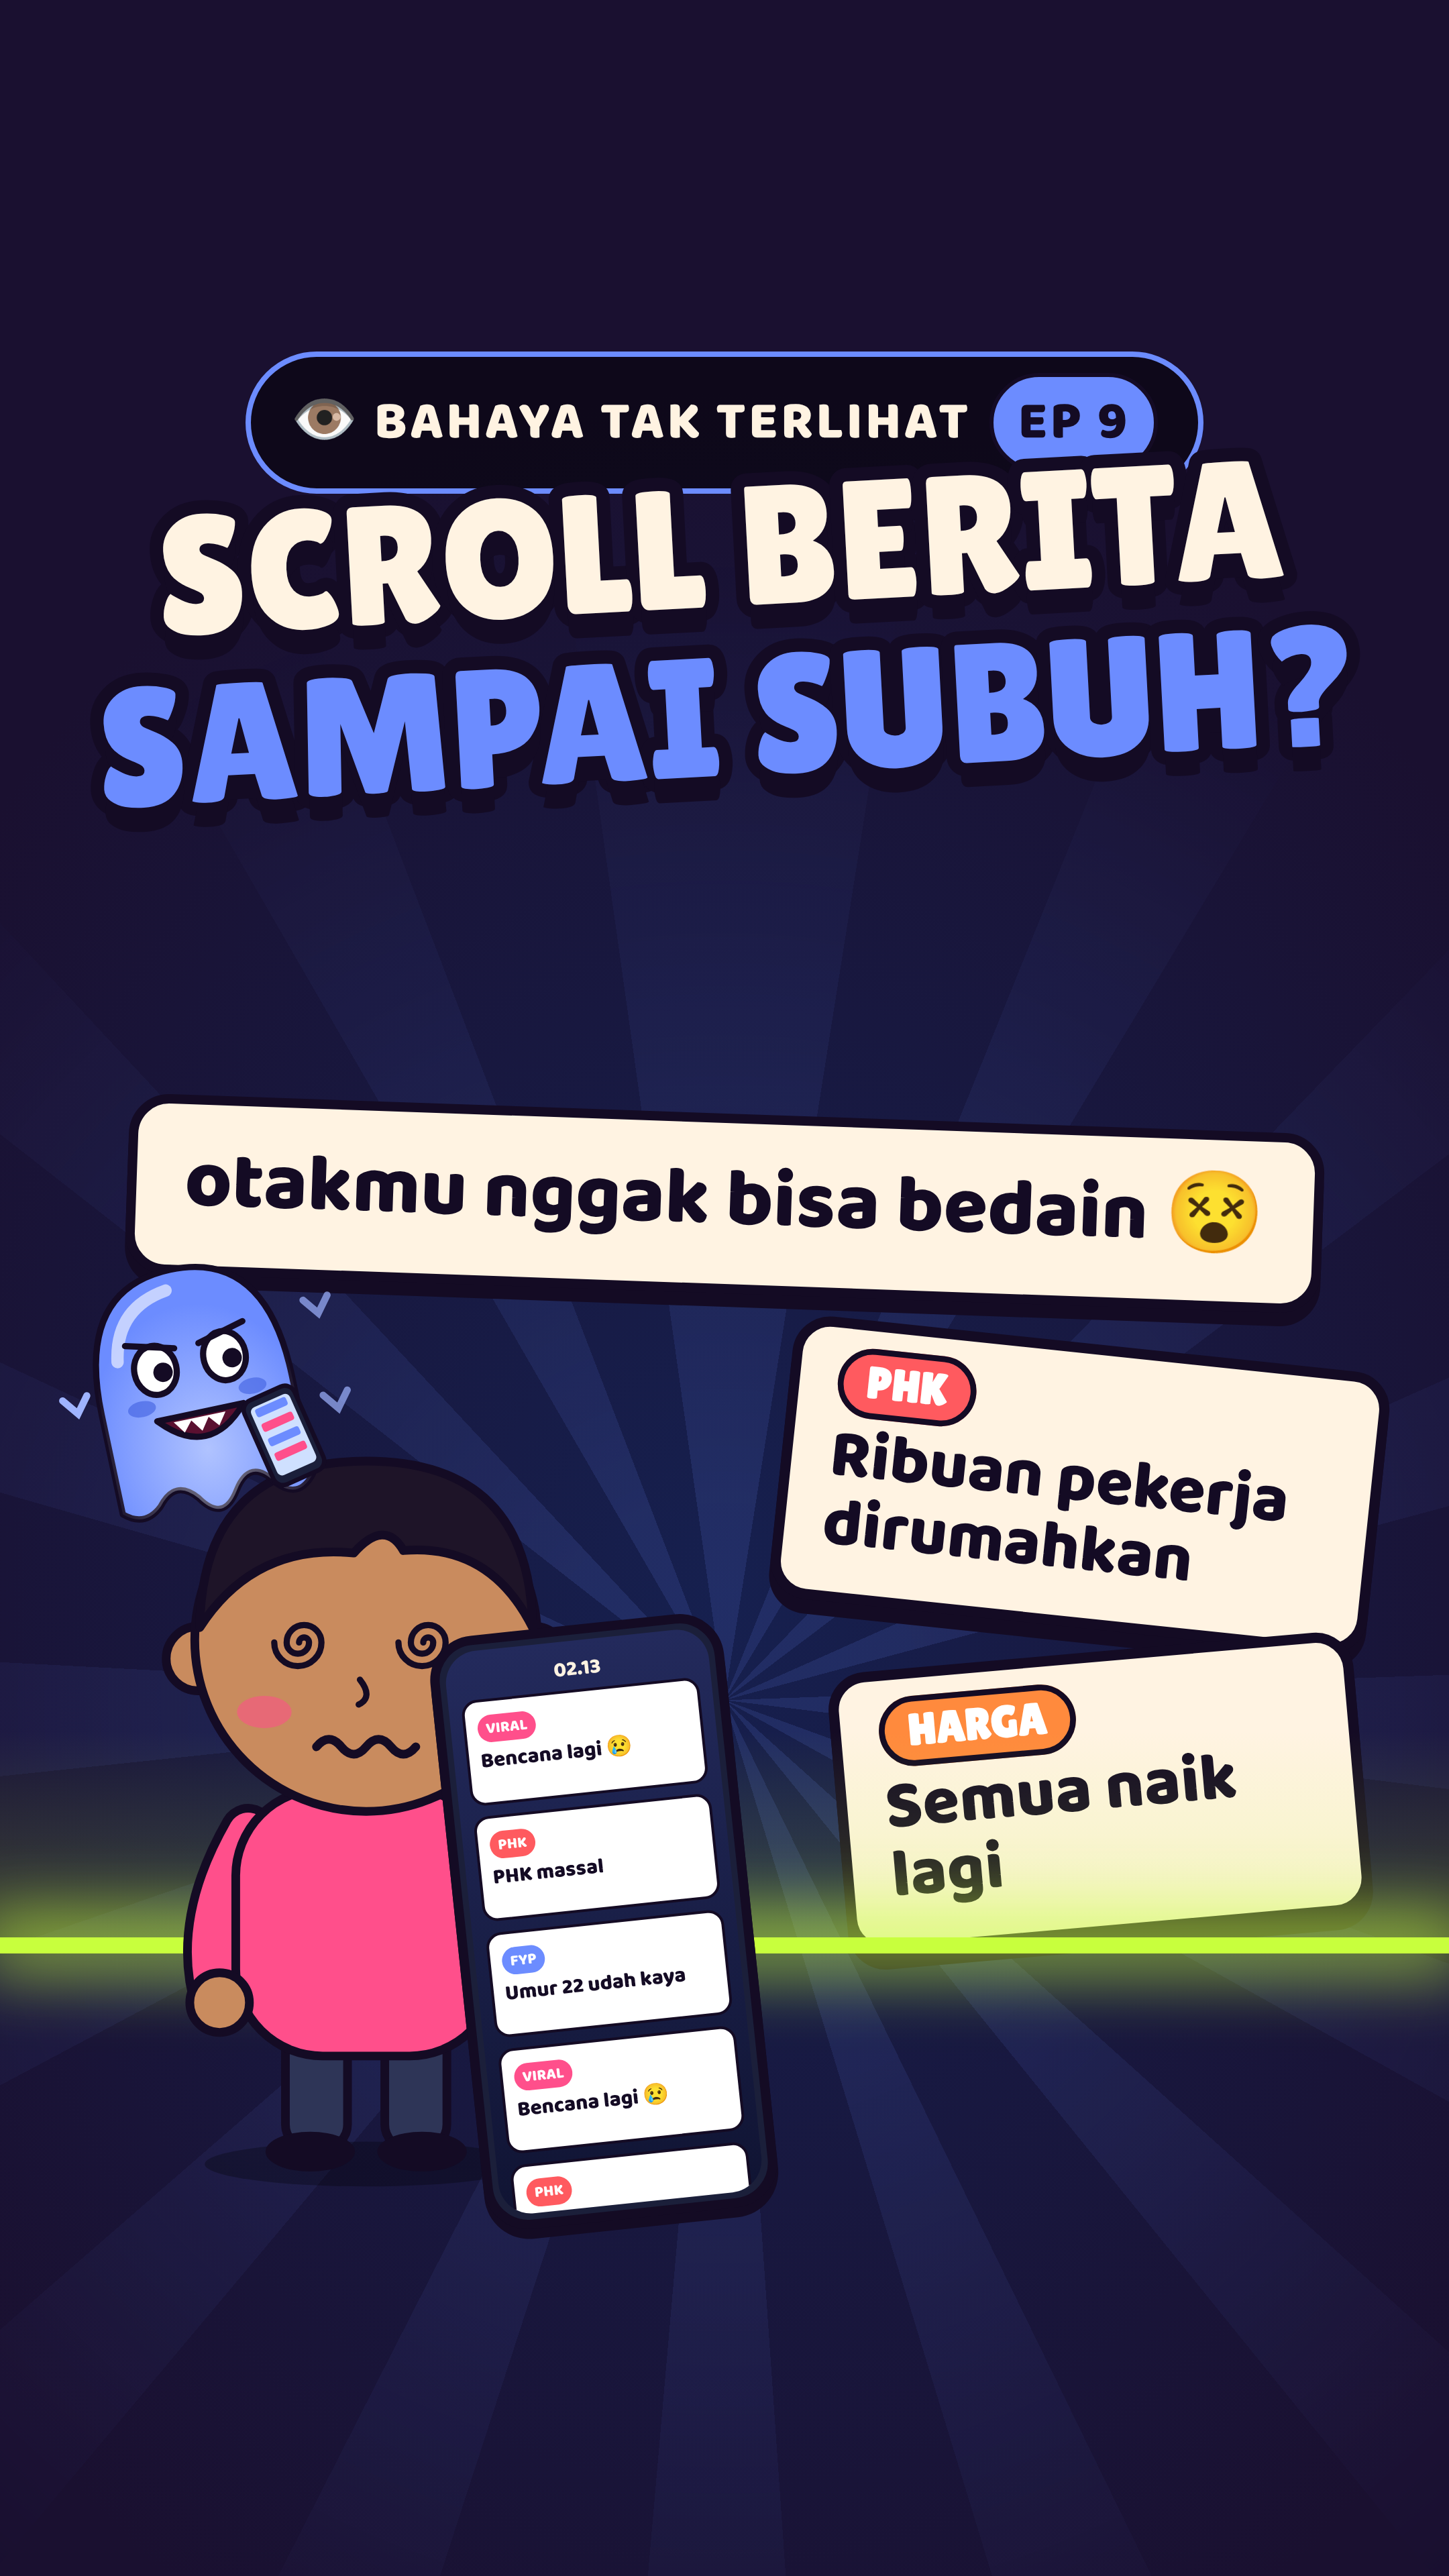 👁️ BAHAYA TAK TERLIHAT EP 9
SCROLL BERITA
SAMPAI SUBUH?
otakmu nggak bisa bedain 😵
PHK
Ribuan pekerja
dirumahkan
HARGA
Semua naik
lagi
02.13
VIRAL
Bencana lagi 😢
PHK
PHK massal
FYP
Umur 22 udah kaya
VIRAL
Bencana lagi 😢
PHK